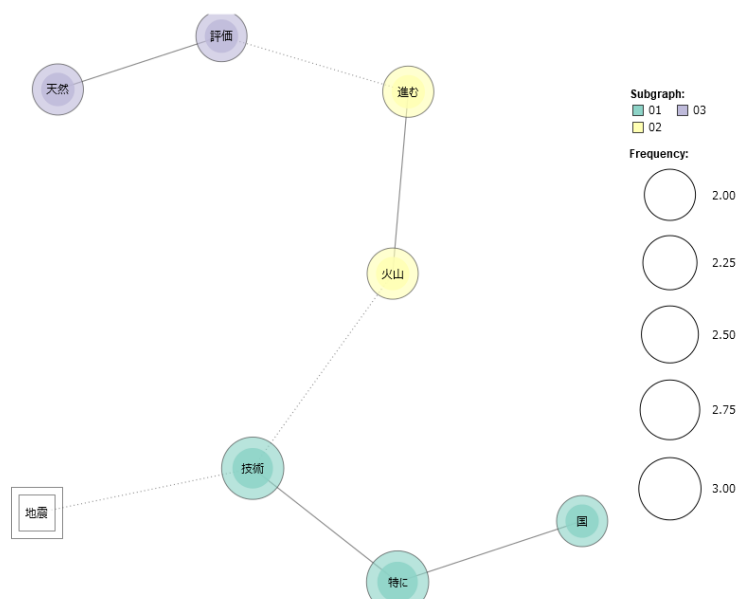 評価
天然
進む
火山
技術
地震
国
特に
Subgraph:
01 03
02
Frequency:
2.00
2.25
2.50
2.75
3.00